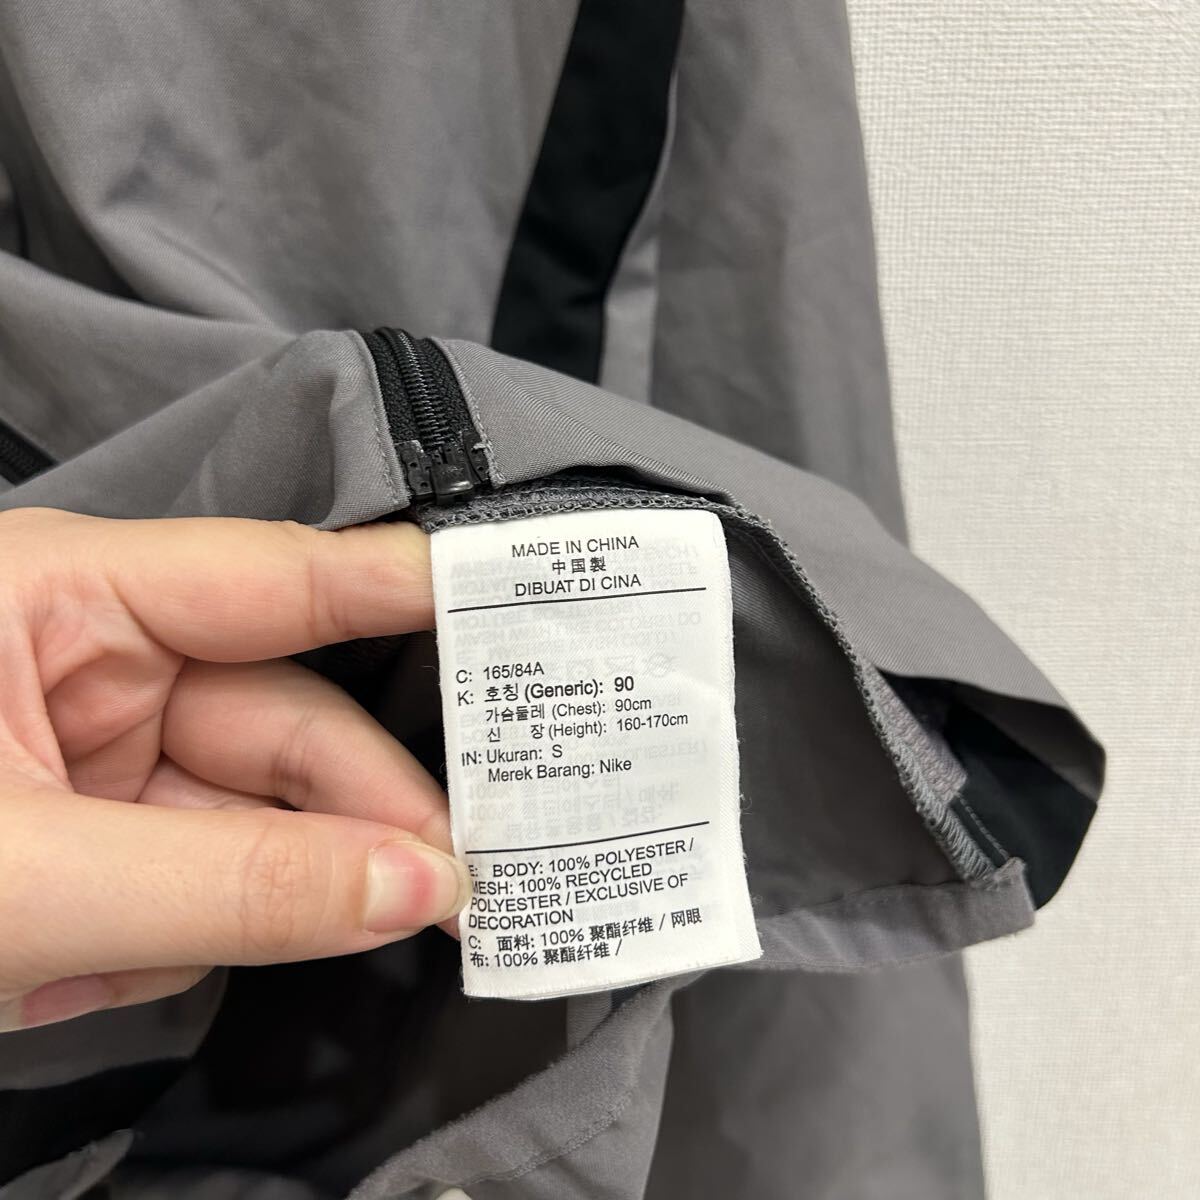 MADE IN CHINA
中国製
DIBUAT DI CINA
C: 165/84A
K: 호칭 (Generic): 90
가슴둘레 (Chest): 90cm
신 장 (Height): 160-170cm
IN: Ukuran: S
Merek Barang: Nike
E: BODY: 100% POLYESTER /
MESH: 100% RECYCLED
POLYESTER / EXCLUSIVE OF
DECORATION
C: 面料: 100% 聚酯纤维 / 网眼
布: 100% 聚酯纤维 /